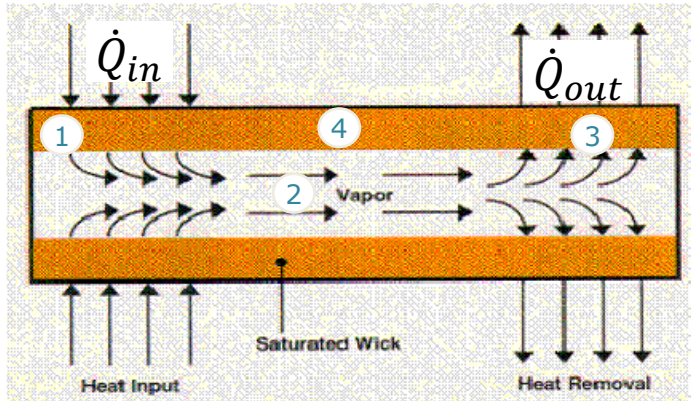 Q̇in
Q̇out
1
4
3
2
Vapor
Saturated Wick
Heat Input
Heat Removal